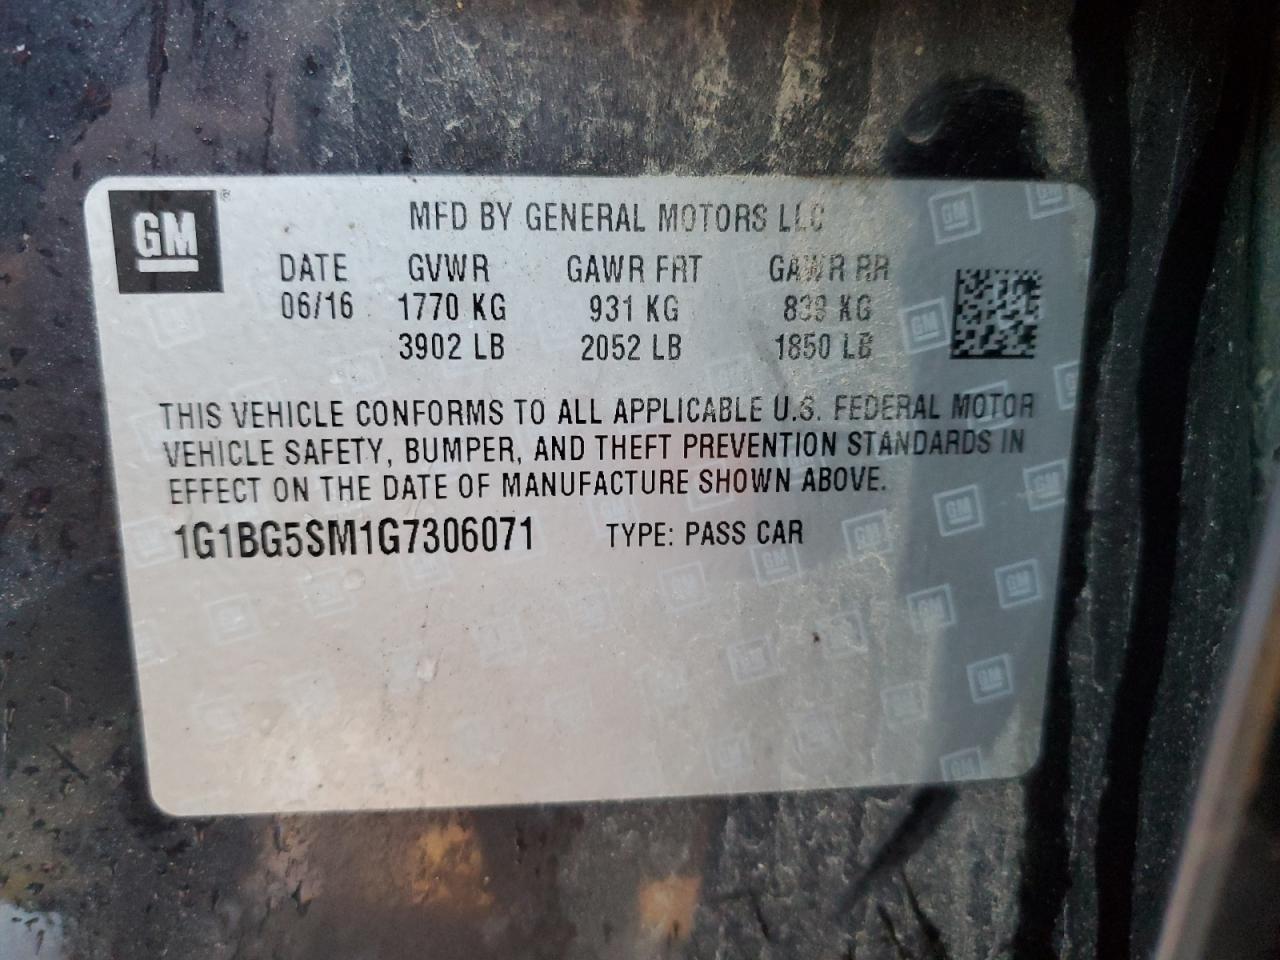 GM
MFD BY GENERAL MOTORS LLC
DATE GVWR GAWR FRT GAWR RR
06/16 1770 KG 931 KG 839 KG
3902 LB 2052 LB 1850 LB
THIS VEHICLE CONFORMS TO ALL APPLICABLE U.S. FEDERAL MOTOR
VEHICLE SAFETY, BUMPER, AND THEFT PREVENTION STANDARDS IN
EFFECT ON THE DATE OF MANUFACTURE SHOWN ABOVE.
1G1BG5SM1G7306071 TYPE: PASS CAR